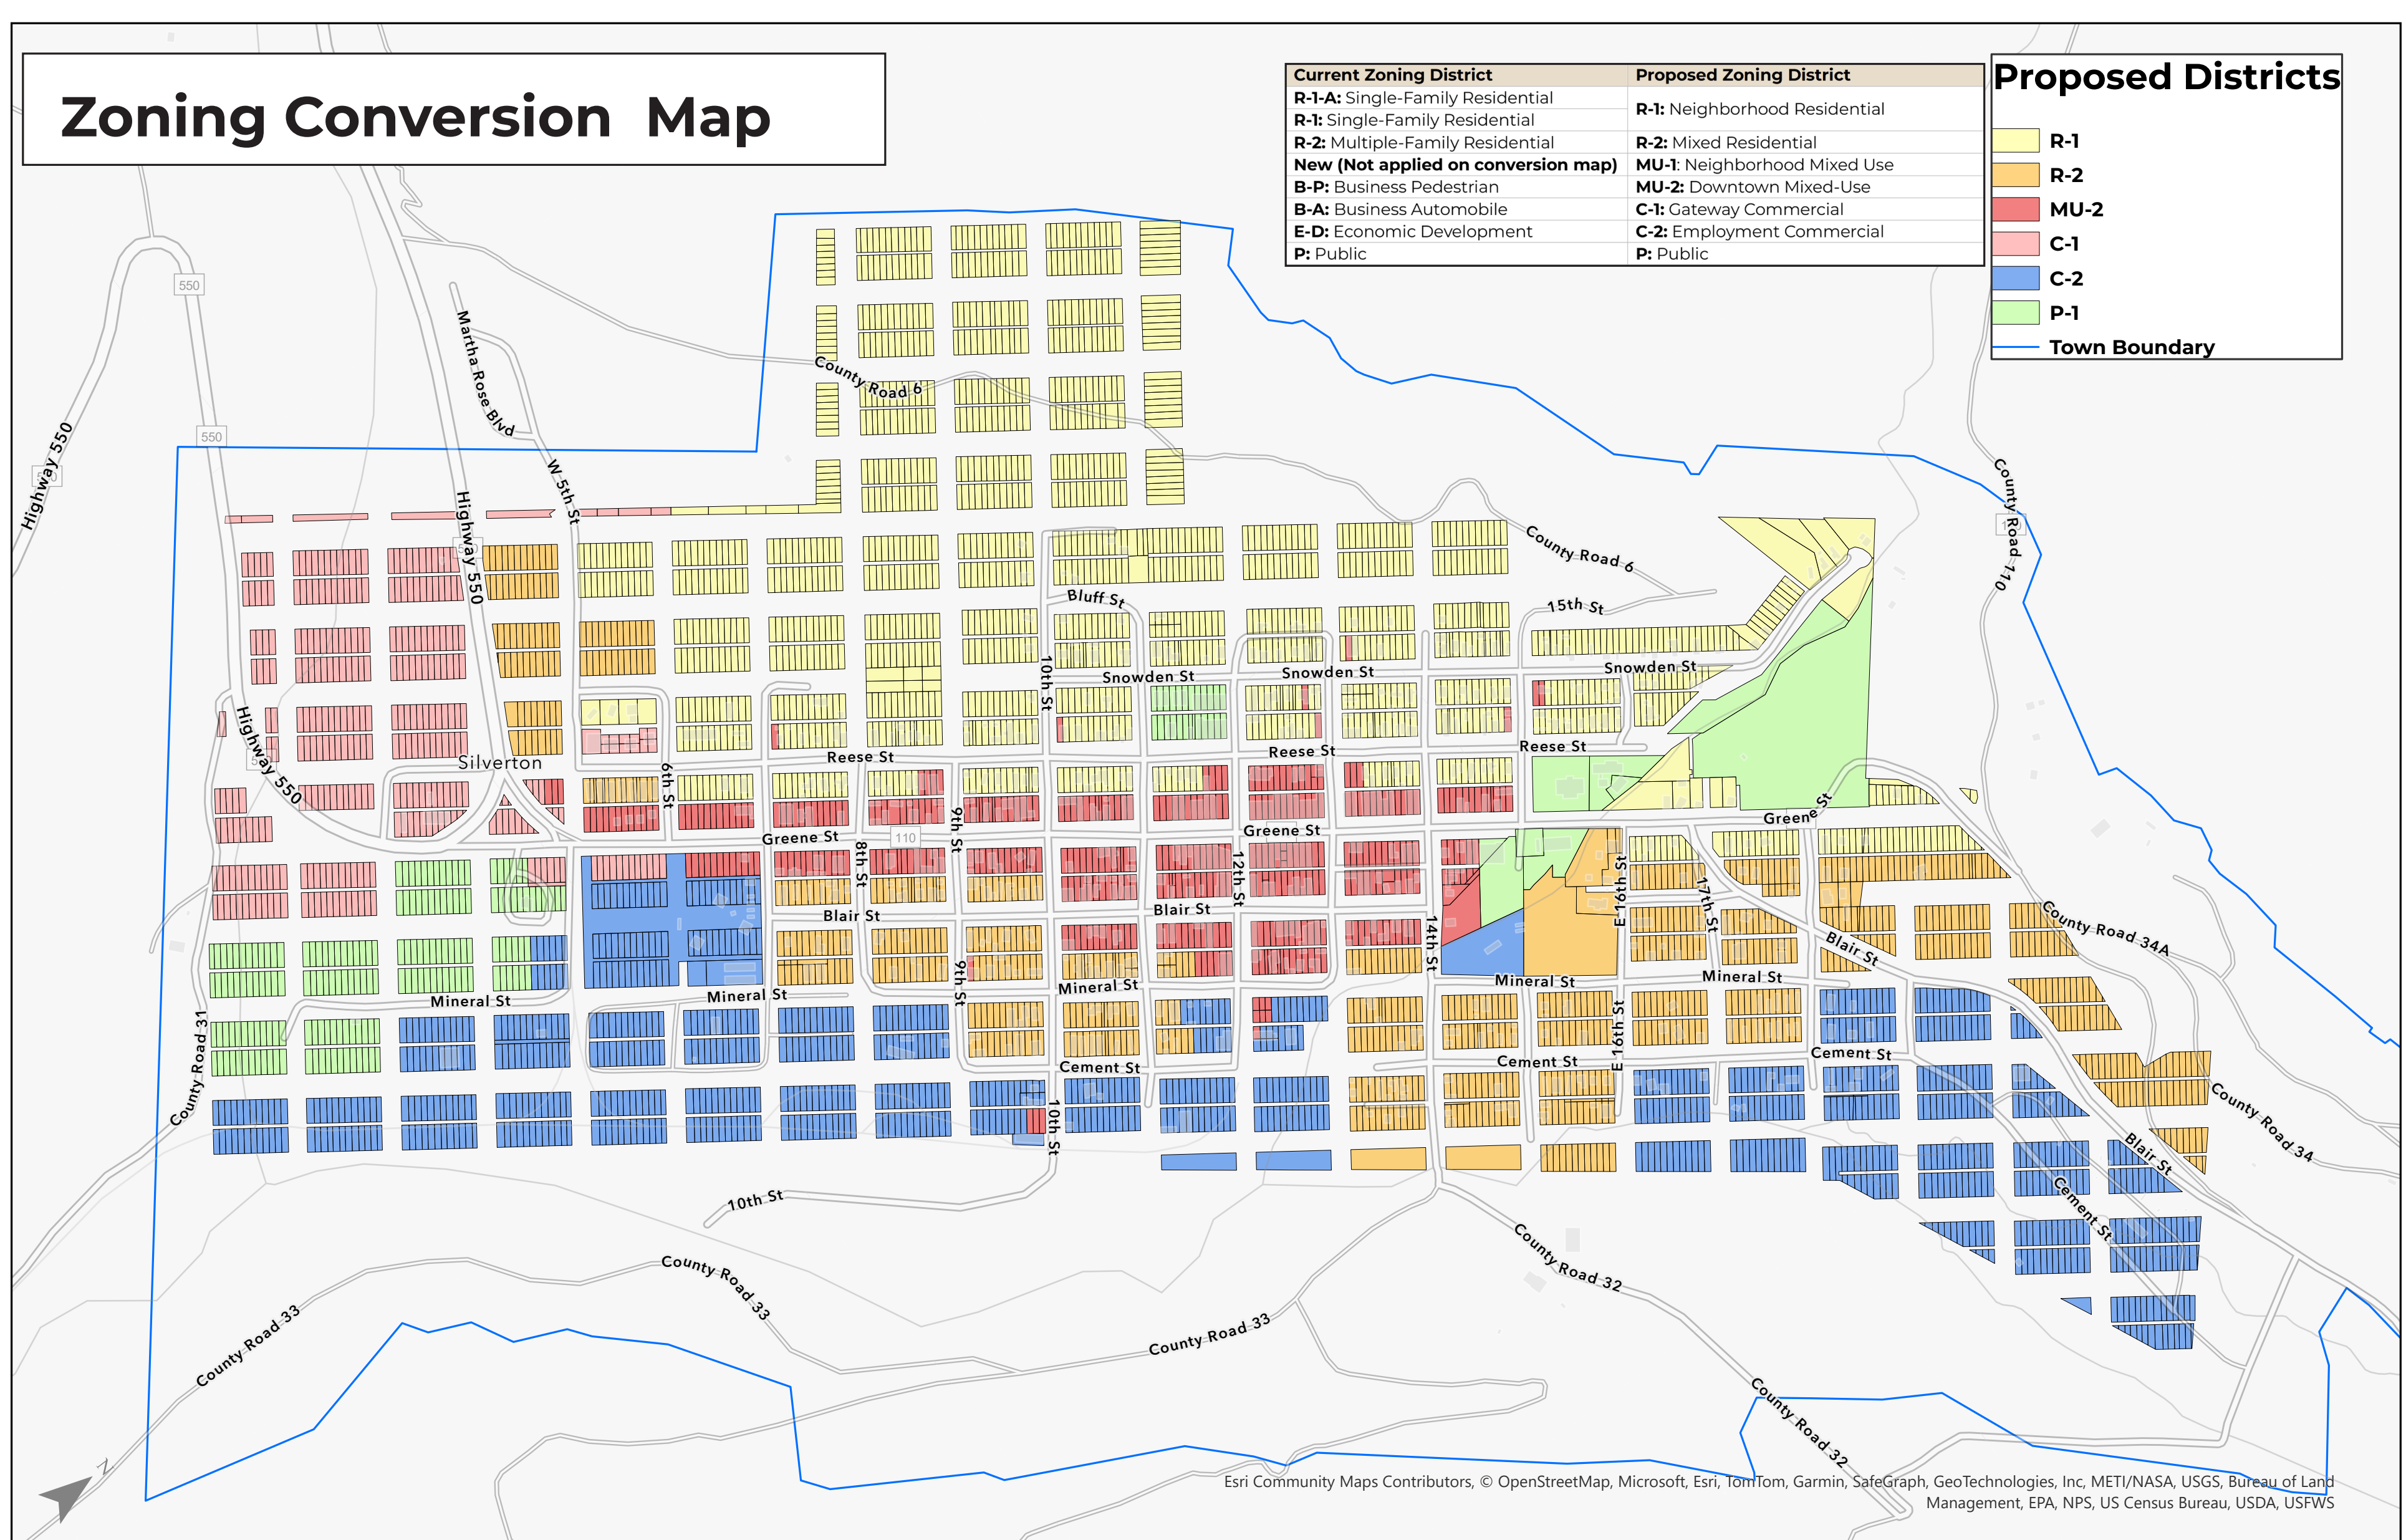 Zoning Conversion Map
Current Zoning District Proposed Zoning District
R-1-A: Single-Family Residential
R-1: Neighborhood Residential
R-1: Single-Family Residential
R-2: Multiple-Family Residential R-2: Mixed Residential
New (Not applied on conversion map) MU-1: Neighborhood Mixed Use
B-P: Business Pedestrian MU-2: Downtown Mixed-Use
B-A: Business Automobile C-1: Gateway Commercial
E-D: Economic Development C-2: Employment Commercial
P: Public P: Public
Proposed Districts
R-1
R-2
MU-2
C-1
C-2
P-1
Town Boundary
550
550
Highway 550
Martha Rose Blvd
W 5th St
Highway 550
County Road 6
County Road 110
County Road 6
Bluff St
15th St
10th St
Snowden St
Snowden St
Snowden St
Highway 550
Silverton
6th St
Reese St
Reese St
Reese St
Greene St
110
9th St
8th St
Greene St
12th St
Greene St
Blair St
Blair St
14th St
E 16th St
17th St
Blair St
County Road 34A
Mineral St
Mineral St
9th St
Mineral St
Mineral St
Mineral St
County Road 31
Cement St
Cement St
E 16th St
Cement St
10th St
County Road 34
Blair St
Cement St
10th St
County Road 33
County Road 33
County Road 33
County Road 32
County Road 32
N
Esri Community Maps Contributors, © OpenStreetMap, Microsoft, Esri, TomTom, Garmin, SafeGraph, GeoTechnologies, Inc, METI/NASA, USGS, Bureau of Land
Management, EPA, NPS, US Census Bureau, USDA, USFWS